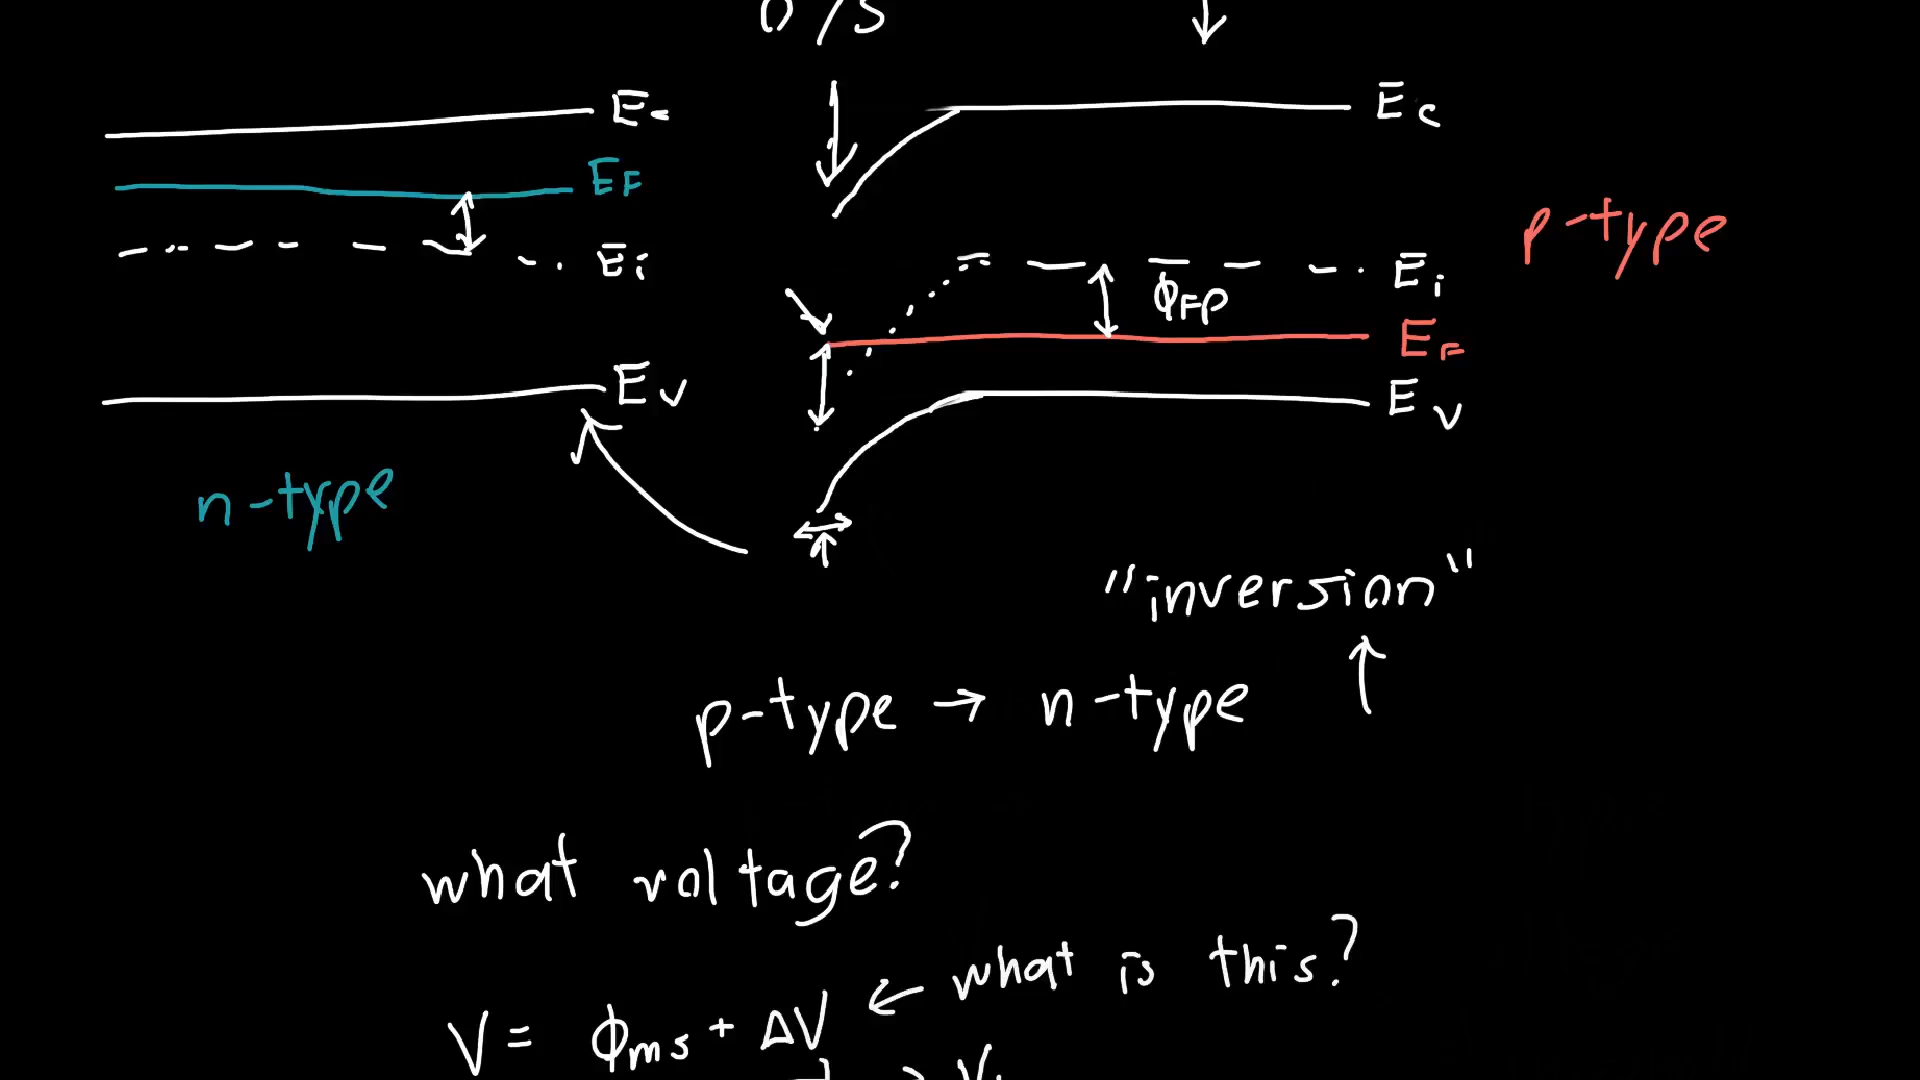 O/S
Ec
EF
Ei
Ev
n-type
Ec
Ei
ϕFp
EF
Ev
p-type
"inversion"
p-type → n-type
what voltage?
V = ϕms + ΔV ← what is this?